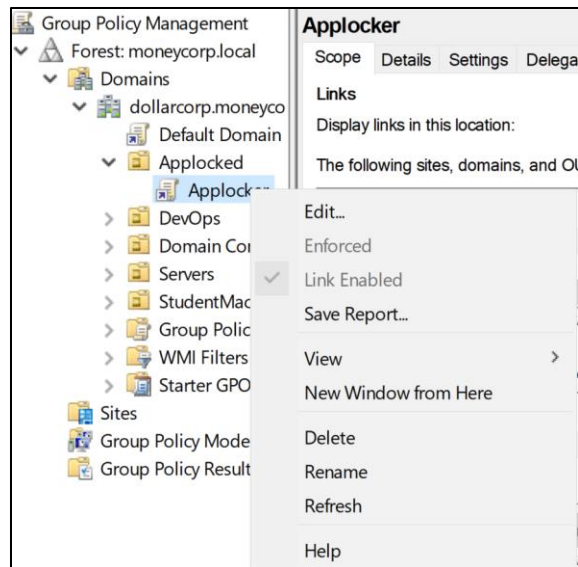 Group Policy Management
Forest: moneycorp.local
Domains
dollarcorp.moneyco
Default Domain
Applocked
Applocker
DevOps
Domain Cor
Servers
StudentMac
Group Polic
WMI Filters
Starter GPO
Sites
Group Policy Mode
Group Policy Result
Applocker
Scope Details Settings Delega
Links
Display links in this location:
The following sites, domains, and OU
Edit...
Enforced
Link Enabled
Save Report...
View
New Window from Here
Delete
Rename
Refresh
Help